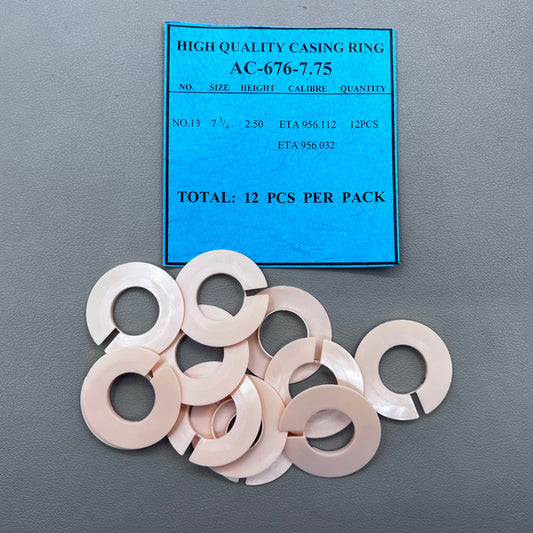 HIGH QUALITY CASING RING
AC-676-7.75
NO. SIZE HEIGHT CALIBRE QUANTITY
NO.13 7 3/4 2.50 ETA 956.112 12PCS
ETA 956.032
TOTAL: 12 PCS PER PACK